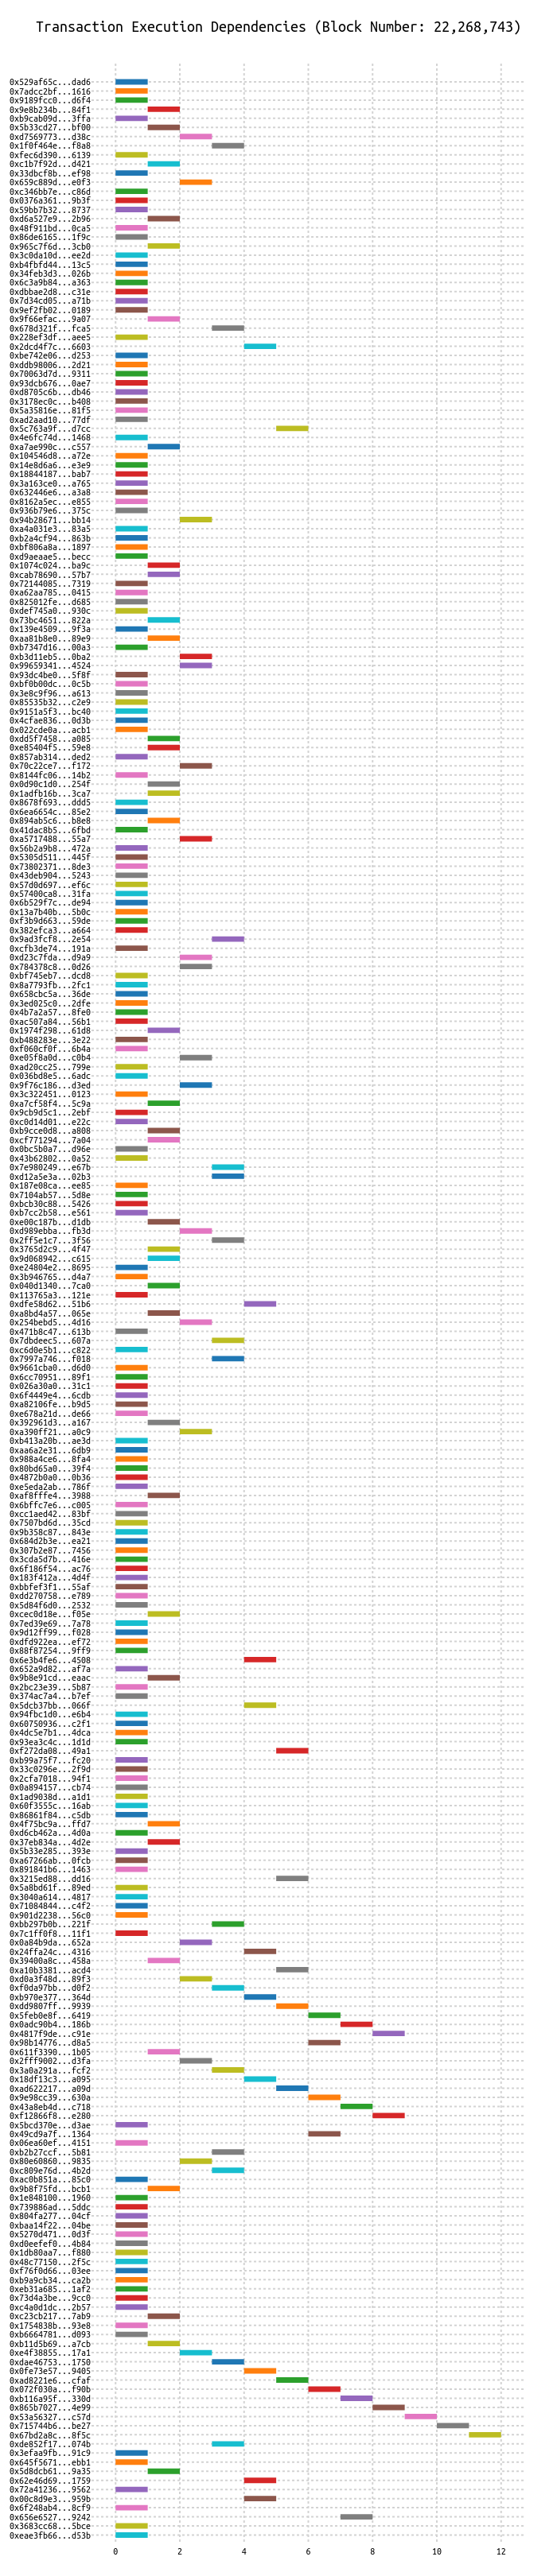 Transaction Execution Dependencies (Block Number: 22,268,743)
0x529af65c...dad6
0x7adcc2bf...1616
0x9189fcc0...d6f4
0x9e8b234b...84f1
0xb9cab09d...3ffa
0x5b33cd27...bf00
0xd7569773...d38c
0x1f0f464e...f8a8
0xfec6d390...6139
0xc1b7f92d...d421
0x33dbcf8b...ef98
0x659c889d...e0f3
0xc346bb7e...c86d
0x0376a361...9b3f
0x59bb7b32...8737
0xd6a527e9...2b96
0x48f911bd...0ca5
0x86de6165...1f9c
0x965c7f6d...3cb0
0x3c0da10d...ee2d
0xb4fbfd44...13c5
0x34feb3d3...026b
0x6c3a9b84...a363
0xdbbae2d8...c31e
0x7d34cd05...a71b
0x9ef2fb02...0189
0x9f66efac...9a07
0x678d321f...fca5
0x228ef3df...aee5
0x2dcd4f7c...6603
0xbe742e06...d253
0xddb98006...2d21
0x70063d7d...9311
0x93dcb676...0ae7
0xd8705c6b...db46
0x3178ec0c...b408
0x5a35816e...81f5
0xad2aad10...77df
0x5c763a9f...d7cc
0x4e6fc74d...1468
0xa7ae990c...c557
0x104546d8...a72e
0x14e8d6a6...e3e9
0x18844187...bab7
0x3a163ce0...a765
0x632446e6...a3a8
0x8162a5ec...e855
0x936b79e6...375c
0x94b28671...bb14
0xa4a031e3...83a5
0xb2a4cf94...863b
0xbf806a8a...1897
0xd9aeaae5...becc
0x1074c024...ba9c
0xcab78690...57b7
0x72144085...7319
0xa62aa785...0415
0x825012fe...d685
0xdef745a0...930c
0x73bc4651...822a
0x139e4509...9f3a
0xaa81b8e0...89e9
0xb7347d16...00a3
0xb3d11eb5...0ba2
0x99659341...4524
0x93dc4be0...5f8f
0xbf0b00dc...0c5b
0x3e8c9f96...a613
0x85535b32...c2e9
0x9151a5f3...bc40
0x4cfae836...0d3b
0x022cde0a...acb1
0xdd5f7458...a085
0xe85404f5...59e8
0x857ab314...ded2
0x70c22ce7...f172
0x8144fc06...14b2
0x0d90c1d0...254f
0x1adfb16b...3ca7
0x8678f693...ddd5
0x6ea6654c...85e2
0x894ab5c6...b8e8
0x41dac8b5...6fbd
0xa5717488...55a7
0x56b2a9b8...472a
0x5305d511...445f
0x73802371...8de3
0x43deb904...5243
0x57d0d697...ef6c
0x57400ca8...31fa
0x6b529f7c...de94
0x13a7b40b...5b0c
0xf3b9d663...59de
0x382efca3...a664
0x9ad3fcf8...2e54
0xcfb3de74...191a
0xd23c7fda...d9a9
0x784378c8...0d26
0xbf745eb7...dcd8
0x8a7793fb...2fc1
0x658cbc5a...36de
0x3ed025c0...2dfe
0x4b7a2a57...8fe0
0xac507a84...56b1
0x1974f298...61d8
0xb488283e...3e22
0xf060cf0f...6b4a
0xe05f8a0d...c0b4
0xad20cc25...799e
0x036bd8e5...6adc
0x9f76c186...d3ed
0x3c322451...0123
0xa7cf58f4...5c9a
0x9cb9d5c1...2ebf
0xc0d14d01...e22c
0xb9cce0d8...a808
0xcf771294...7a04
0x0bc5b0a7...d96e
0x43b62802...0a52
0x7e980249...e67b
0xd12a5e3a...02b3
0x187e08ca...ee85
0x7104ab57...5d8e
0xbcb30c88...5426
0xb7cc2b58...e561
0xe00c187b...d1db
0xd989ebba...fb3d
0x2ff5e1c7...3f56
0x3765d2c9...4f47
0x9d068942...c615
0xe24804e2...8695
0x3b946765...d4a7
0x040d1340...7ca0
0x113765a3...121e
0xdfe58d62...51b6
0xa8bd4a57...065e
0x254bebd5...4d16
0x471b8c47...613b
0x7dbdeec5...607a
0xc6d0e5b1...c822
0x7997a746...f018
0x9661cba0...d6d0
0x6cc70951...89f1
0x026a30a0...31c1
0x6f4449e4...6cdb
0xa82106fe...b9d5
0xe678a21d...de66
0x392961d3...a167
0xa390ff21...a0c9
0xb413a20b...ae3d
0xaa6a2e31...6db9
0x988a4ce6...8fa4
0x80bd65a0...39f4
0x4872b0a0...0b36
0xe5eda2ab...786f
0xaf8fffe4...3988
0x6bffc7e6...c005
0xcc1aed42...83bf
0x7507bd6d...35cd
0x9b358c87...843e
0x684d2b3e...ea21
0x307b2e87...7456
0x3cda5d7b...416e
0x6f186f54...ac76
0x183f412a...4d4f
0xbbfef3f1...55af
0xdd270758...e789
0x5d84f6d0...2532
0xcec0d18e...f05e
0x7ed39e69...7a78
0x9d12ff99...f028
0xdfd922ea...ef72
0x88f87254...9ff9
0x6e3b4fe6...4508
0x652a9d82...af7a
0x9b8e91cd...eaac
0x2bc23e39...5b87
0x374ac7a4...b7ef
0x5dcb37bb...066f
0x94fbc1d0...e6b4
0x60750936...c2f1
0x4dc5e7b1...4dca
0x93ea3c4c...1d1d
0xf272da08...49a1
0xb99a75f7...fc20
0x33c0296e...2f9d
0x2cfa7018...94f1
0x0a894157...cb74
0x1ad9038d...a1d1
0x60f3555c...16ab
0x86861f84...c5db
0x4f75bc9a...ffd7
0xd6cb462a...4d0a
0x37eb834a...4d2e
0x5b33e285...393e
0xa67266ab...0fcb
0x891841b6...1463
0x3215ed88...dd16
0x5a8bd61f...89ed
0x3040a614...4817
0x71084844...c4f2
0x901d2238...56c0
0xbb297b0b...221f
0x7c1ff0f8...11f1
0x0a84b9da...652a
0x24ffa24c...4316
0x39400a8c...458a
0xa10b3381...acd4
0xd0a3f48d...89f3
0xf0da97bb...d0f2
0xb970e377...364d
0xdd9807ff...9939
0x5feb0e8f...6419
0x0adc90b4...186b
0x4817f9de...c91e
0x98b14776...d8a5
0x611f3390...1b05
0x2fff9002...d3fa
0x3a0a291a...fcf2
0x18df13c3...a095
0xad622217...a09d
0x9e98cc39...630a
0x43a8eb4d...c718
0xf12866f8...e280
0x5bcd370e...d3ae
0x49cd9a7f...1364
0x06ea60ef...4151
0xb2b27ccf...5b81
0x80e60860...9835
0xc809e76d...4b2d
0xac0b851a...85c0
0x9b8f75fd...bcb1
0x1e848100...1960
0x739886ad...5ddc
0x804fa277...04cf
0xbaa14f22...04be
0x5270d471...0d3f
0xd0eefef0...4b84
0x1db80aa7...f880
0x48c77150...2f5c
0xf76f0d66...03ee
0xb9a9cb34...ca2b
0xeb31a685...1af2
0x73d4a3be...9cc0
0xc4a0d1dc...2b57
0xc23cb217...7ab9
0x1754838b...93e8
0xb6664781...d093
0xb11d5b69...a7cb
0xe4f38855...17a1
0xdae46753...1750
0x0fe73e57...9405
0xad8221e6...cfaf
0x072f030a...f90b
0xb116a95f...330d
0x865b7027...4e99
0x53a56327...c57d
0x715744b6...be27
0x67bd2a8c...8f5c
0xde852f17...074b
0x3efaa9fb...91c9
0x645f5671...ebb1
0x5d8dcb61...9a35
0x62e46d69...1759
0x72a41236...9562
0x00c8d9e3...959b
0x6f248ab4...8cf9
0x656e6527...9242
0x3683cc68...5bce
0xeae3fb66...d53b
0 2 4 6 8 10 12